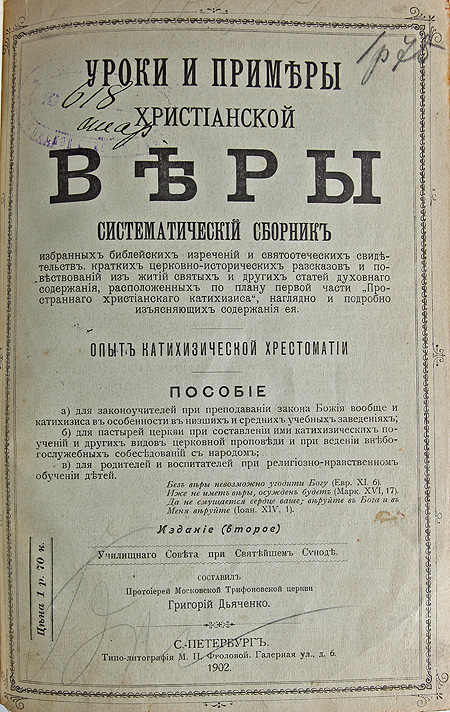 1р75
УРОКИ И ПРИМѢРЫ
618
ХРИСТІАНСКОЙ
ВѢРЫ
СИСТЕМАТИЧЕСКІЙ СБОРНИКЪ
избранныхъ библейскихъ изреченій и святоотеческихъ свидѣ-
тельствъ, краткихъ церковно-историческихъ разсказовъ и по-
вѣствованій изъ житій святыхъ и другихъ статей духовнаго
содержанія, расположенныхъ по плану первой части „Про-
страннаго христіанскаго катихизиса“, наглядно и подробно
изъясняющихъ содержанія ея.
ОПЫТЪ КАТИХИЗИЧЕСКОЙ ХРЕСТОМАТІИ
ПОСОБІЕ
а) для законоучителей при преподаваніи закона Божія вообще и
катихизиса въ особенности въ низшихъ и среднихъ учебныхъ заведеніяхъ;
б) для пастырей церкви при составленіи ими катихизическихъ по-
ученій и другихъ видовъ церковной проповѣди и при веденіи внѣбо-
гослужебныхъ собесѣдованій съ народомъ;
в) для родителей и воспитателей при религіозно-нравственномъ
обученіи дѣтей.
Безъ вѣры невозможно угодити Богу (Евр. XI. 6).
Иже не иметъ вѣры, осужденъ будетъ (Марк. XVI, 17).
Да не смущается сердце ваше; вѣруйте въ Бога и въ
Меня вѣруйте (Іоан. XIV, 1).
Изданіе (второе)
Училищнаго Совѣта при Святѣйшемъ Сѵнодѣ.
СОСТАВИЛЪ
Протоіерей Московской Трифоновской церкви
Григорій Дьяченко.
Цѣна 1 р. 70 к.
С.-ПЕТЕРБУРГЪ.
Типо-литографія М. П. Фроловой. Галерная ул., д. 6.
1902.